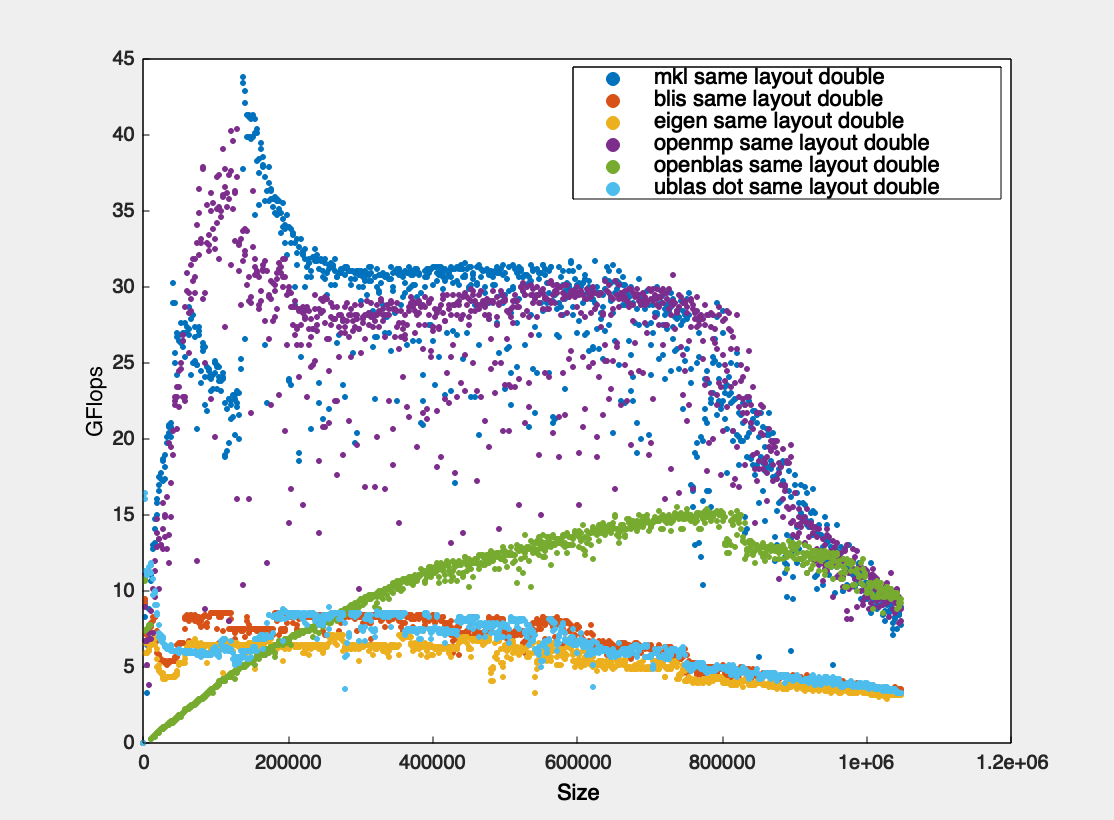 45
40
35
30
25
20
15
10
5
0
GFlops
mkl same layout double
blis same layout double
eigen same layout double
openmp same layout double
openblas same layout double
ublas dot same layout double
0 200000 400000 600000 800000 1e+06 1.2e+06
Size